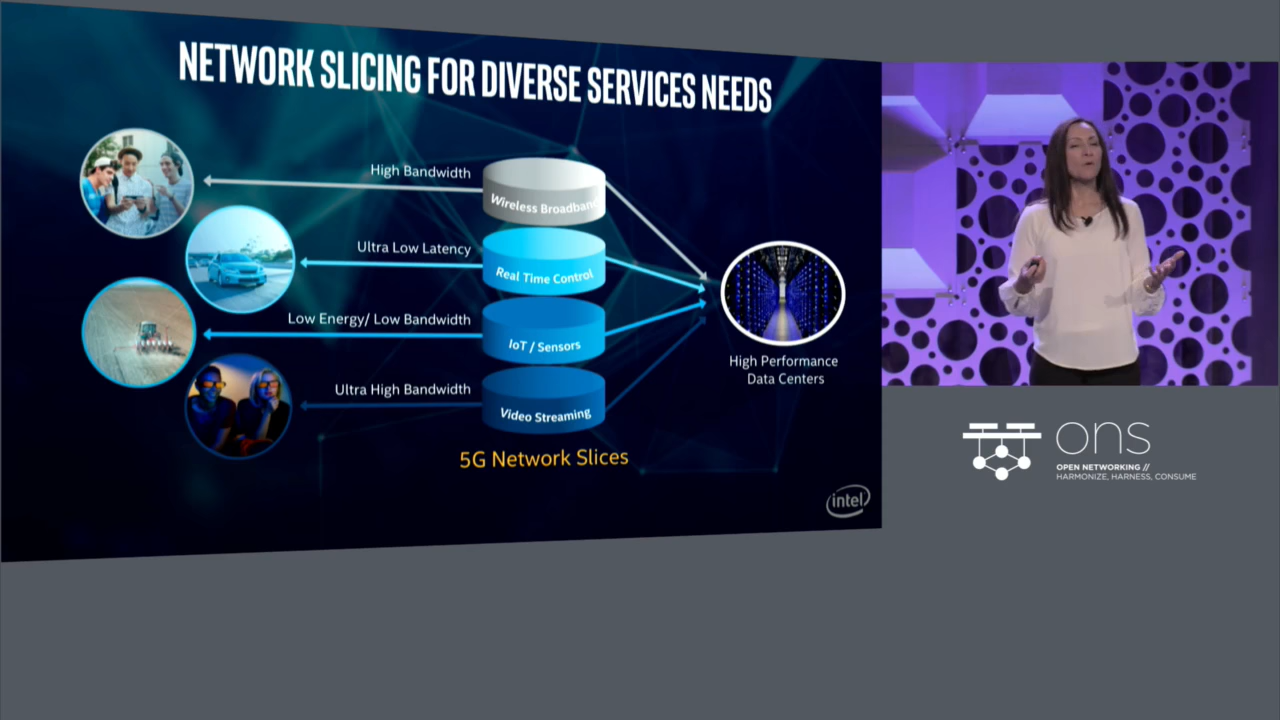 NETWORK SLICING FOR DIVERSE SERVICES NEEDS
High Bandwidth
Wireless Broadband
Ultra Low Latency
Real Time Control
Low Energy/ Low Bandwidth
IoT / Sensors
Ultra High Bandwidth
Video Streaming
High Performance
Data Centers
5G Network Slices
intel
ons
OPEN NETWORKING //
HARMONIZE, HARNESS, CONSUME